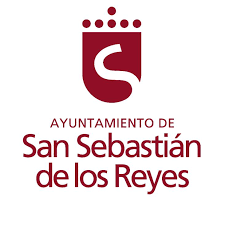 AYUNTAMIENTO DE
San Sebastián
de los Reyes